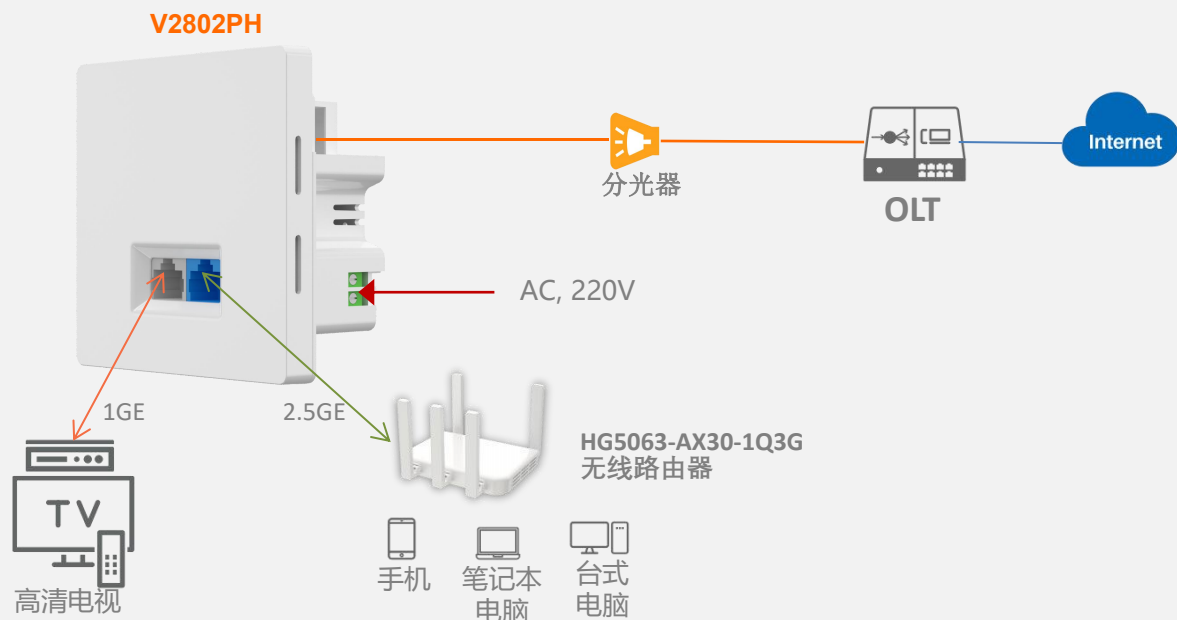 V2802PH
Internet
分光器
OLT
AC, 220V
1GE
2.5GE
HG5063-AX30-1Q3G
无线路由器
TV
高清电视
手机
笔记本
电脑
台式
电脑